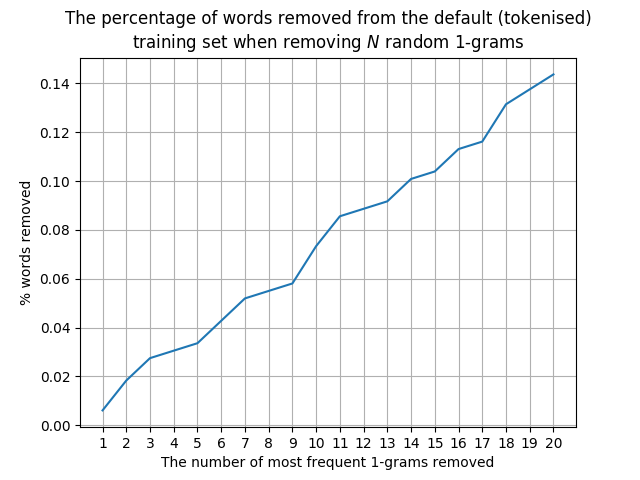 The percentage of words removed from the default (tokenised)
training set when removing N random 1-grams
% words removed
0.14
0.12
0.10
0.08
0.06
0.04
0.02
0.00
1 2 3 4 5 6 7 8 9 10 11 12 13 14 15 16 17 18 19 20
The number of most frequent 1-grams removed